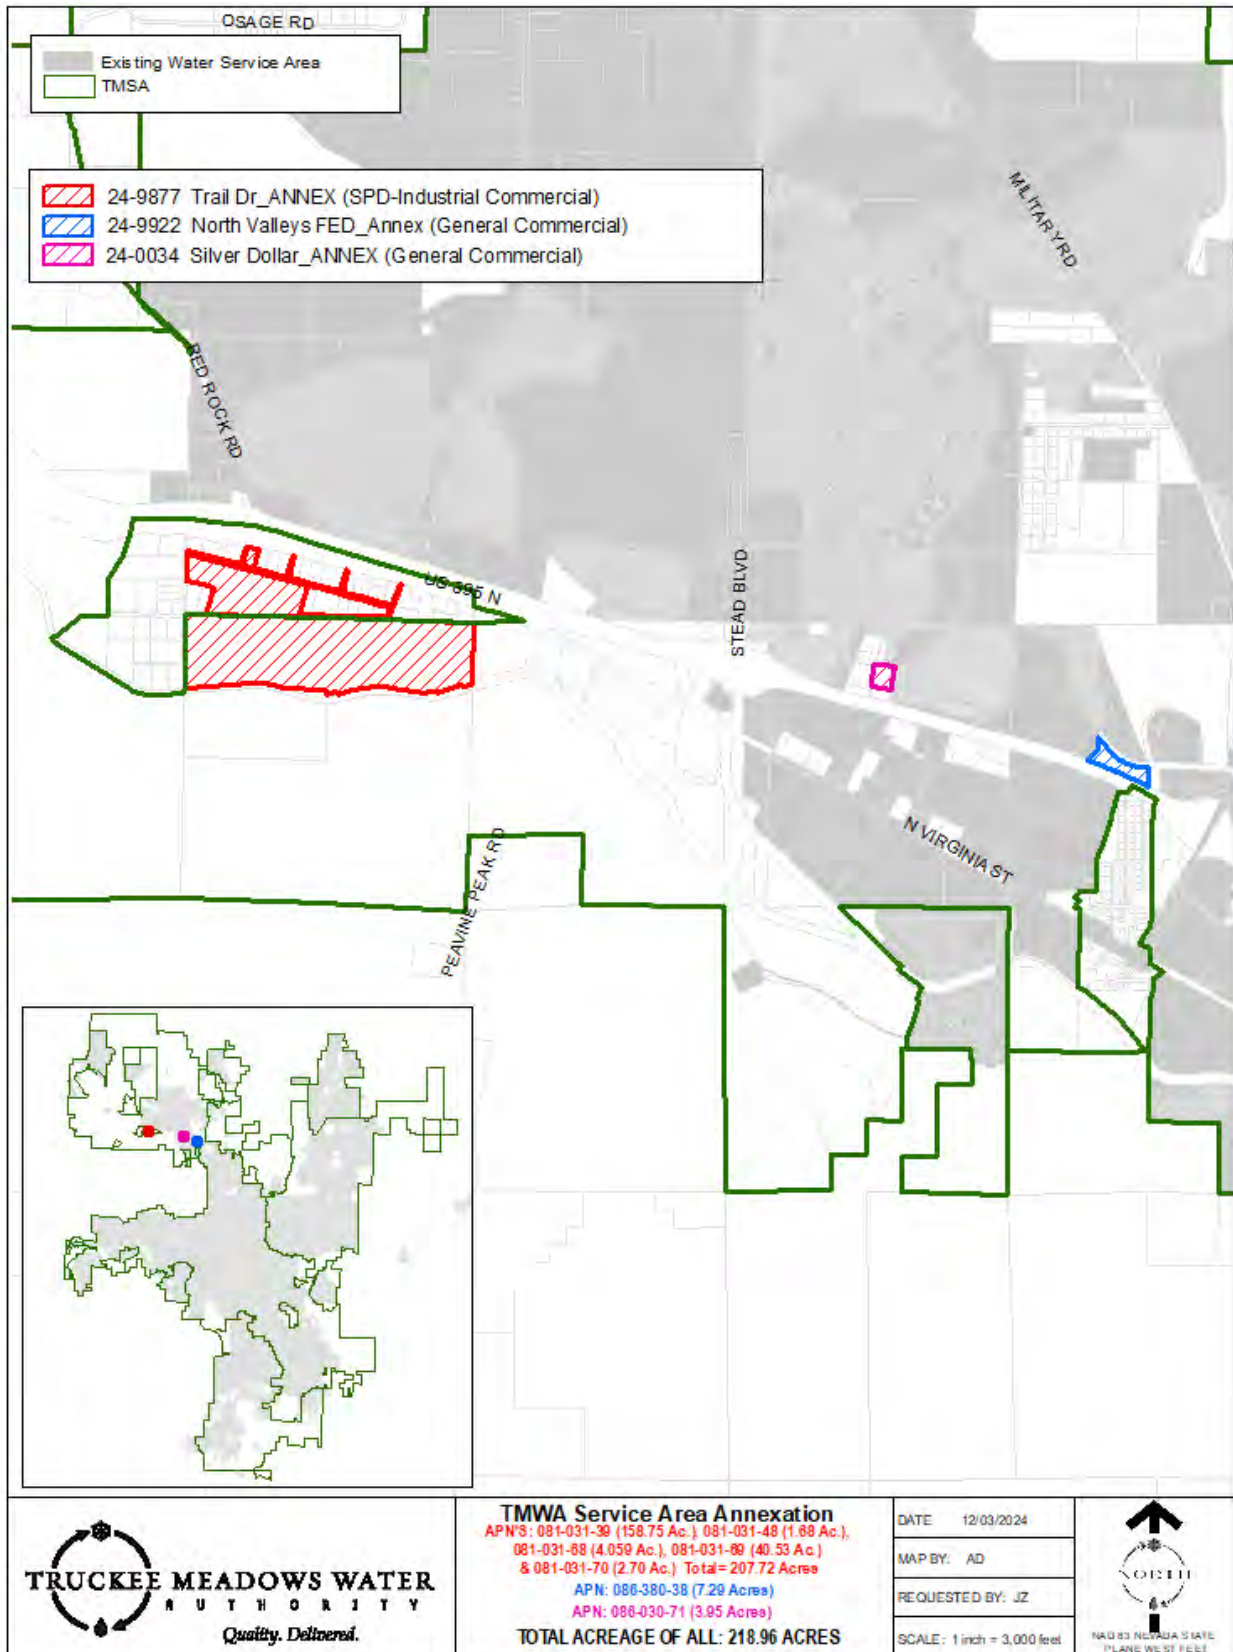 OSAGE RD
Existing Water Service Area
TMSA
24-9877 Trail Dr_ANNEX (SPD-Industrial Commercial)
24-9922 North Valleys FED_Annex (General Commercial)
24-0034 Silver Dollar_ANNEX (General Commercial)
MILITARY RD
RED ROCK RD
US 395 N
STEAD BLVD
N VIRGINIA ST
PEAVINE PEAK RD
TRUCKEE MEADOWS WATER
AUTHORITY
Quality. Delivered.
TMWA Service Area Annexation
APN'S: 081-031-39 (158.75 Ac.), 081-031-48 (1.68 Ac.),
081-031-68 (4.059 Ac.), 081-031-69 (40.53 Ac.)
& 081-031-70 (2.70 Ac.) Total= 207.72 Acres
APN: 086-380-38 (7.29 Acres)
APN: 086-030-71 (3.95 Acres)
TOTAL ACREAGE OF ALL: 218.96 ACRES
DATE 12/03/2024
MAP BY: AD
REQUESTED BY: JZ
SCALE: 1 inch = 3,000 feet
NORTH
NAD 83 NEVADA STATE
PLANE WEST FEET